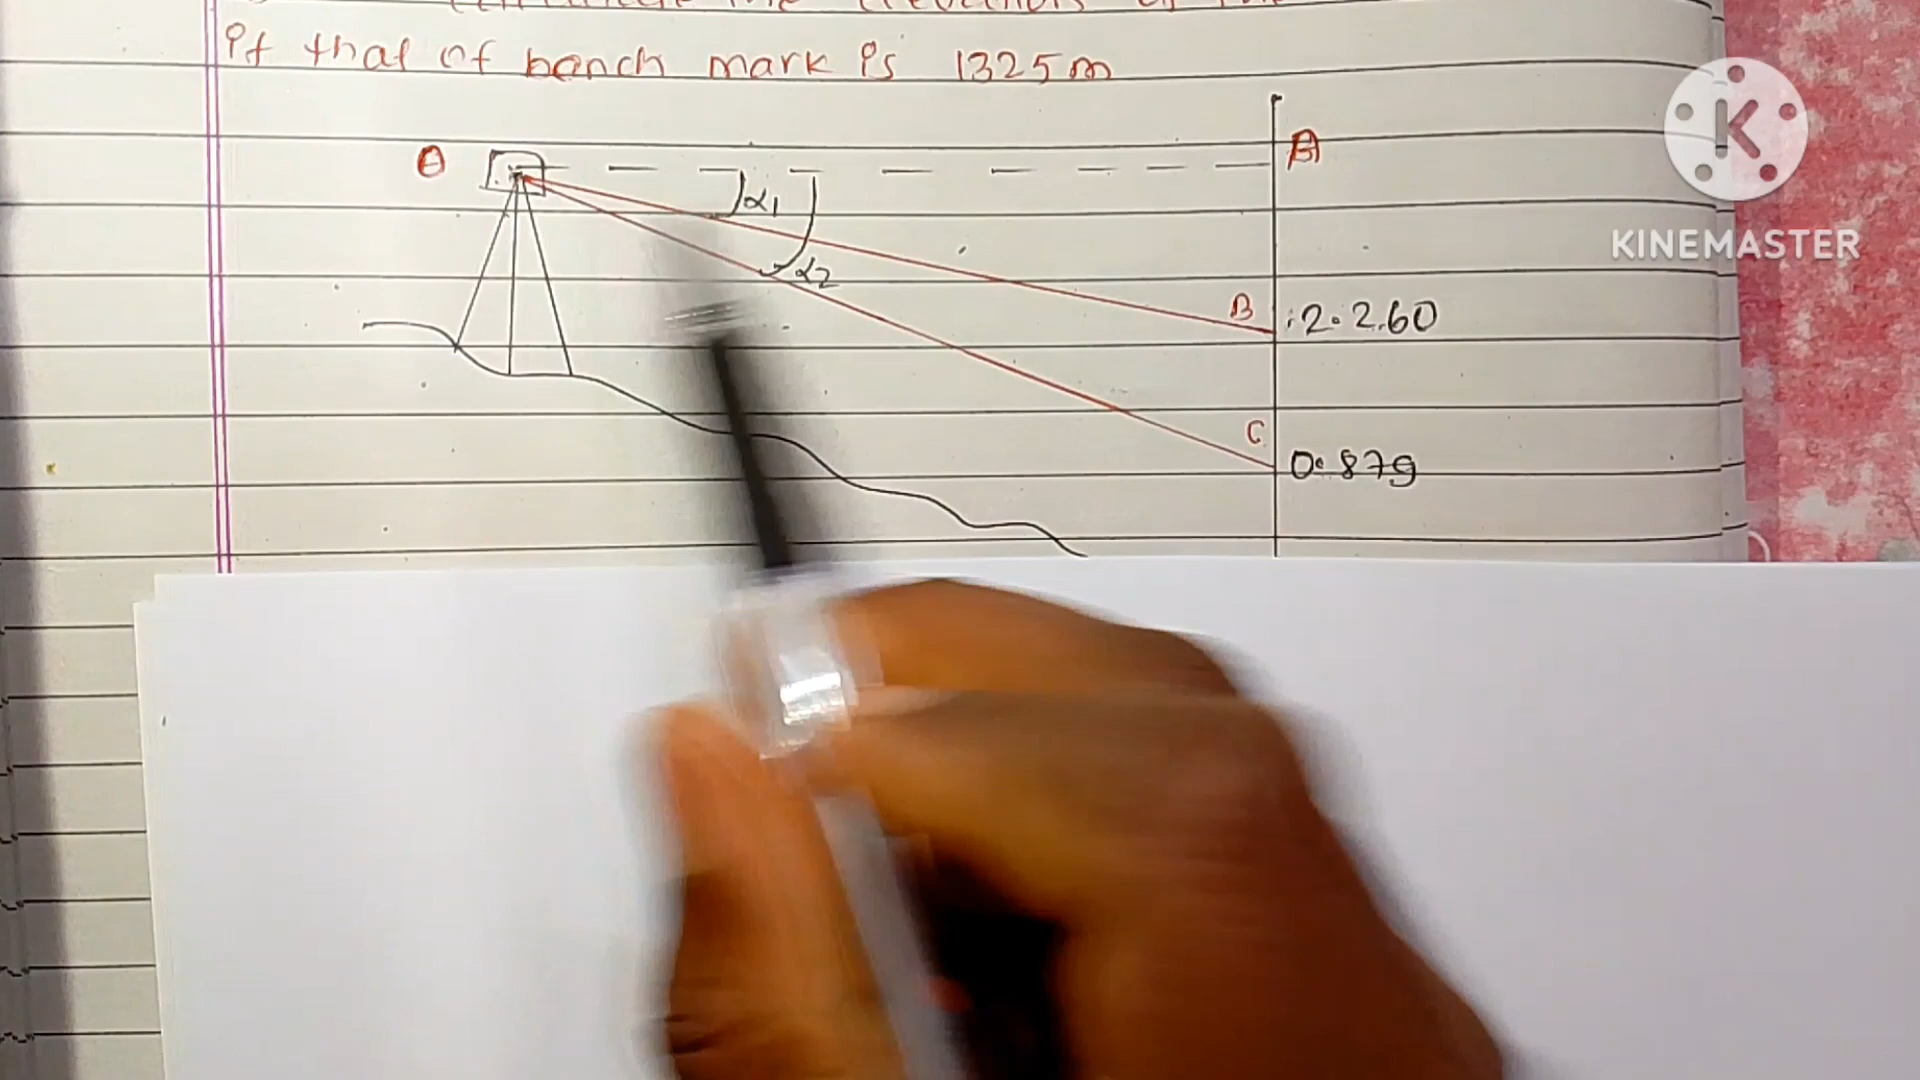 if that of bench mark is 1325m
O
A
α1
α2
B
2.260
C
0.879
K
KINEMASTER